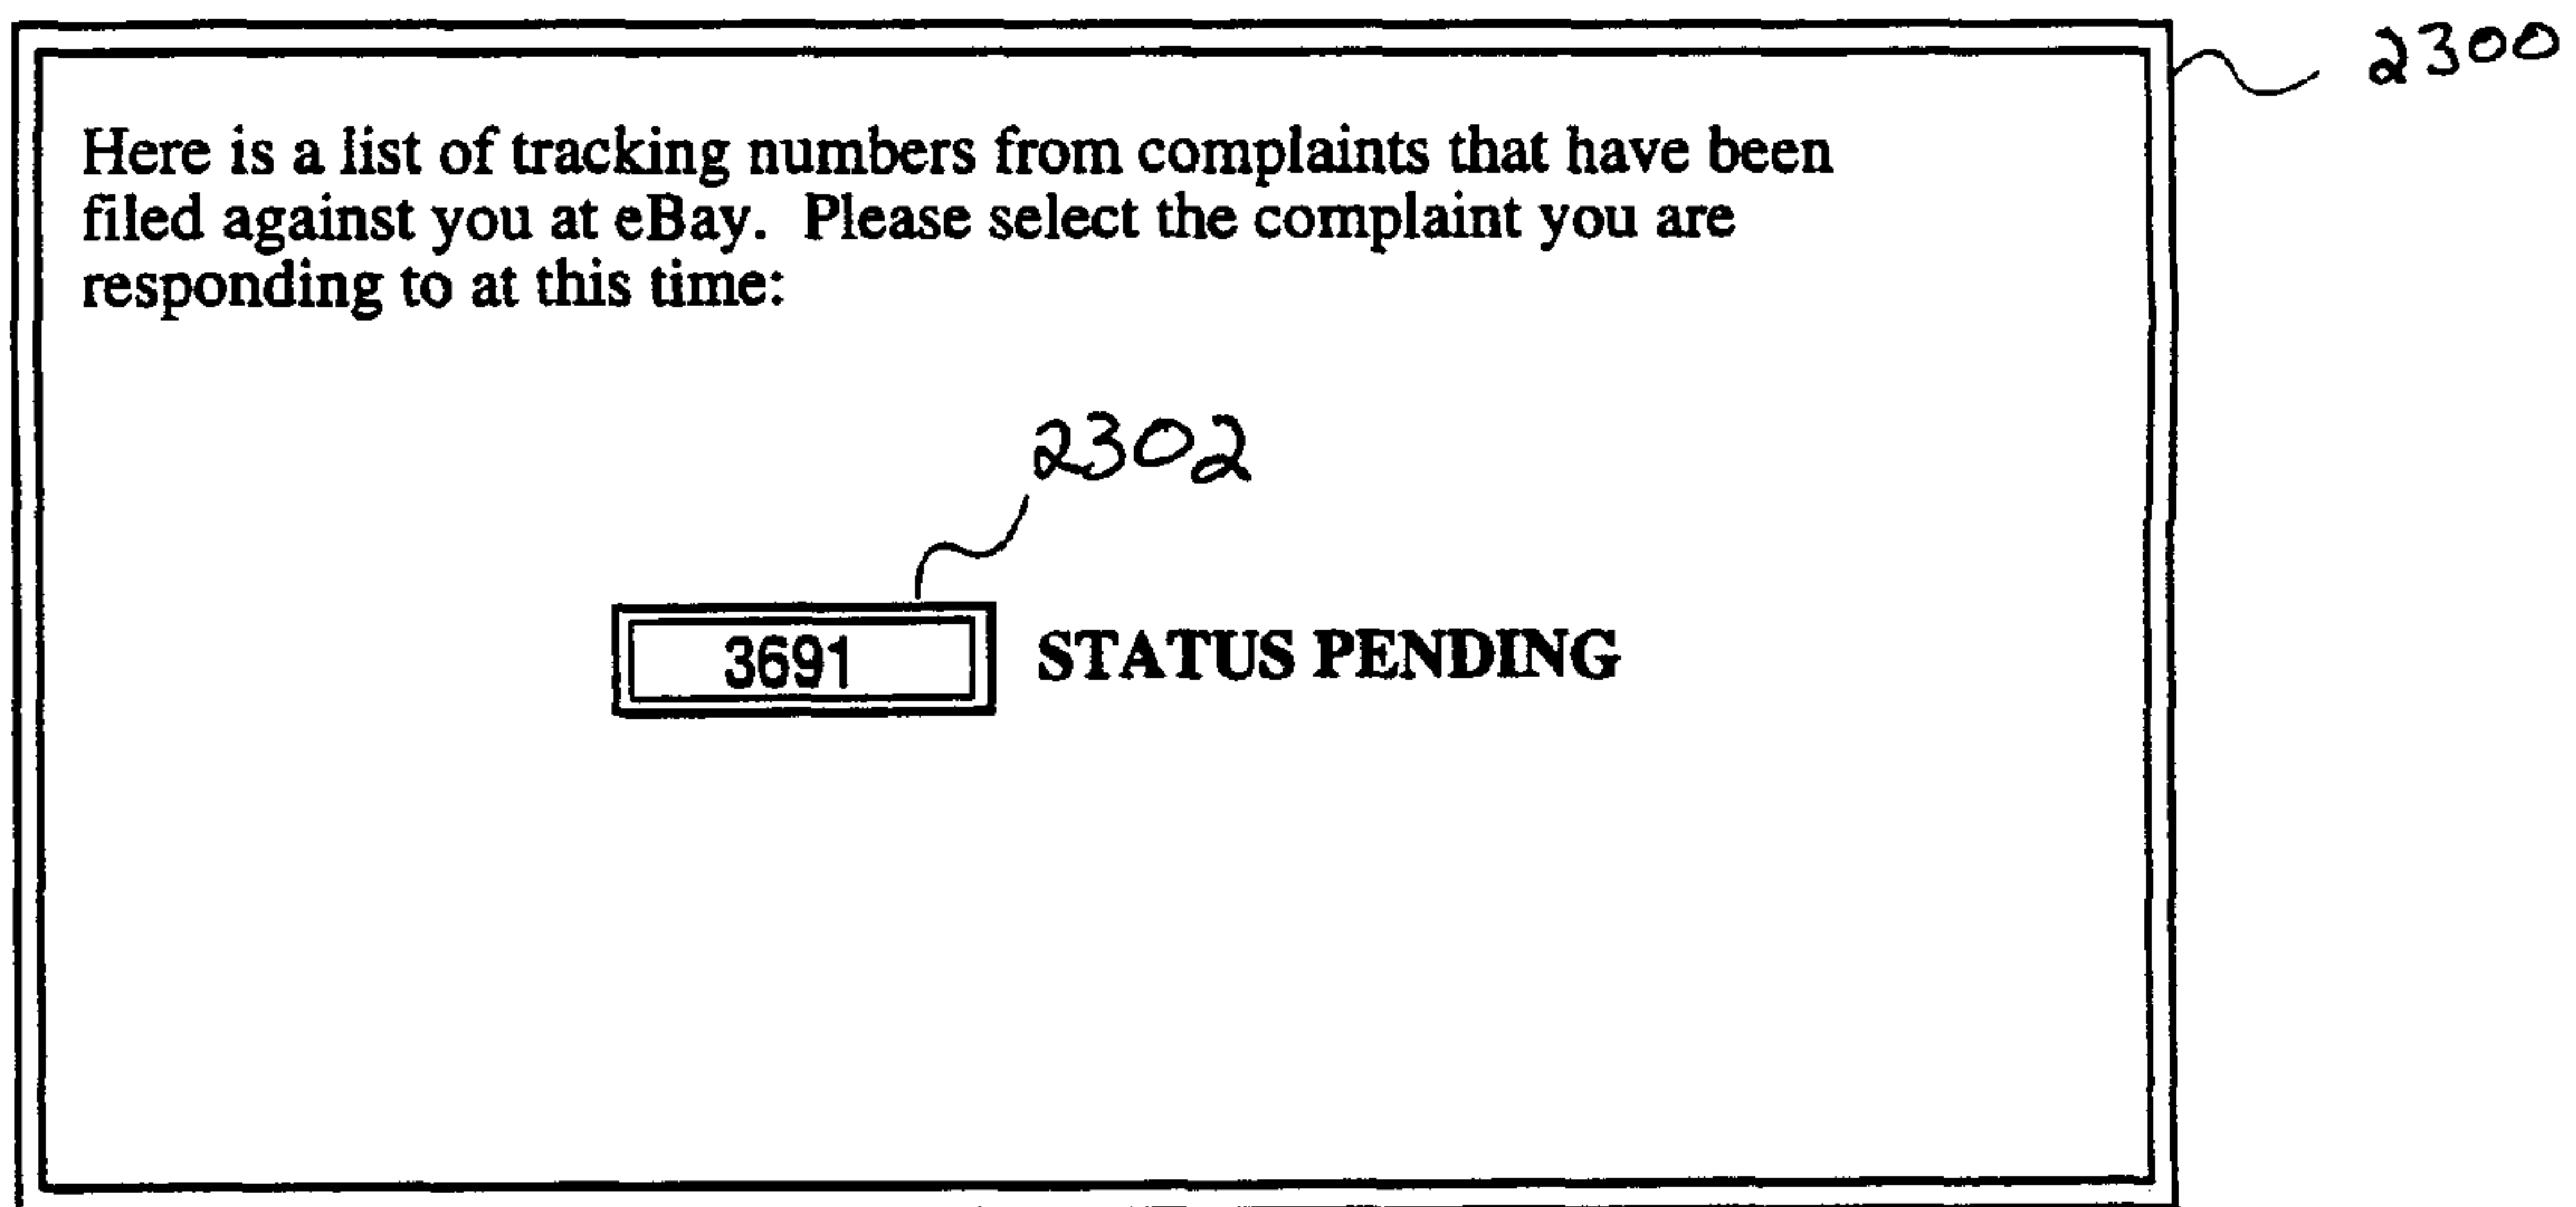 2300
Here is a list of tracking numbers from complaints that have been
filed against you at eBay.  Please select the complaint you are
responding to at this time:
2302
3691 STATUS PENDING